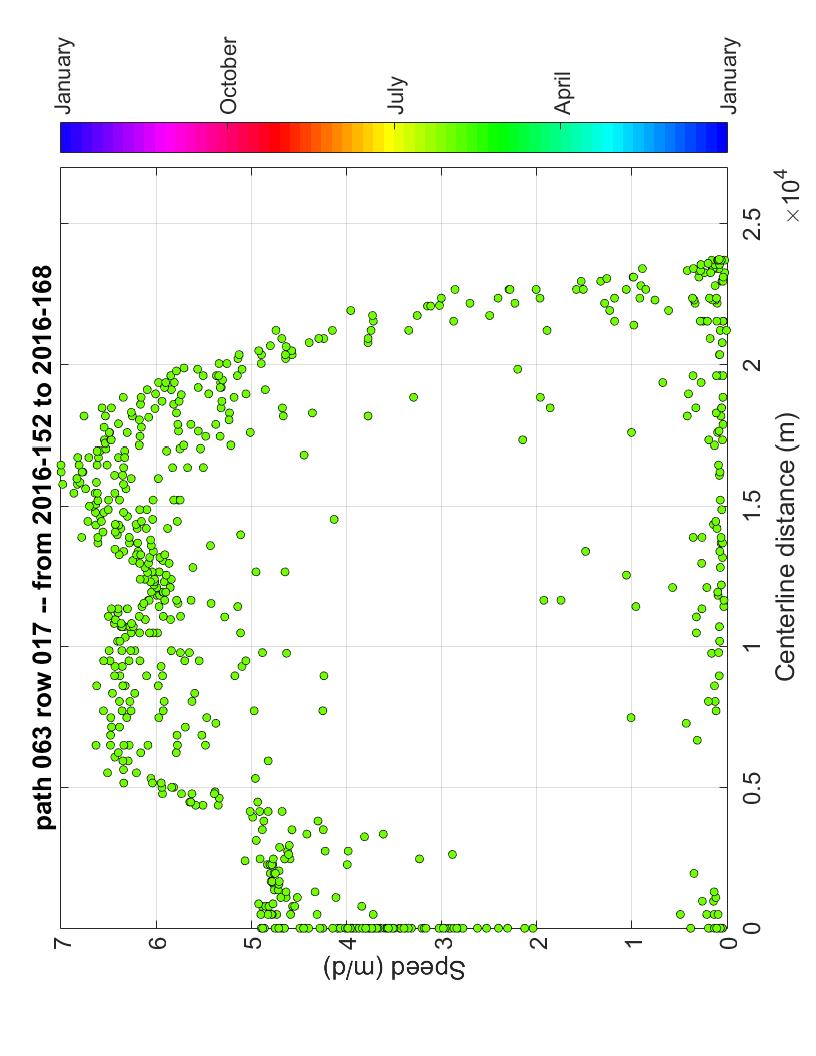 path 063 row 017 -- from 2016-152 to 2016-168
7
6
5
4
3
2
1
0
Speed (m/d)
0
0.5
1
1.5
2
2.5
×10⁴
Centerline distance (m)
January
October
July
April
January